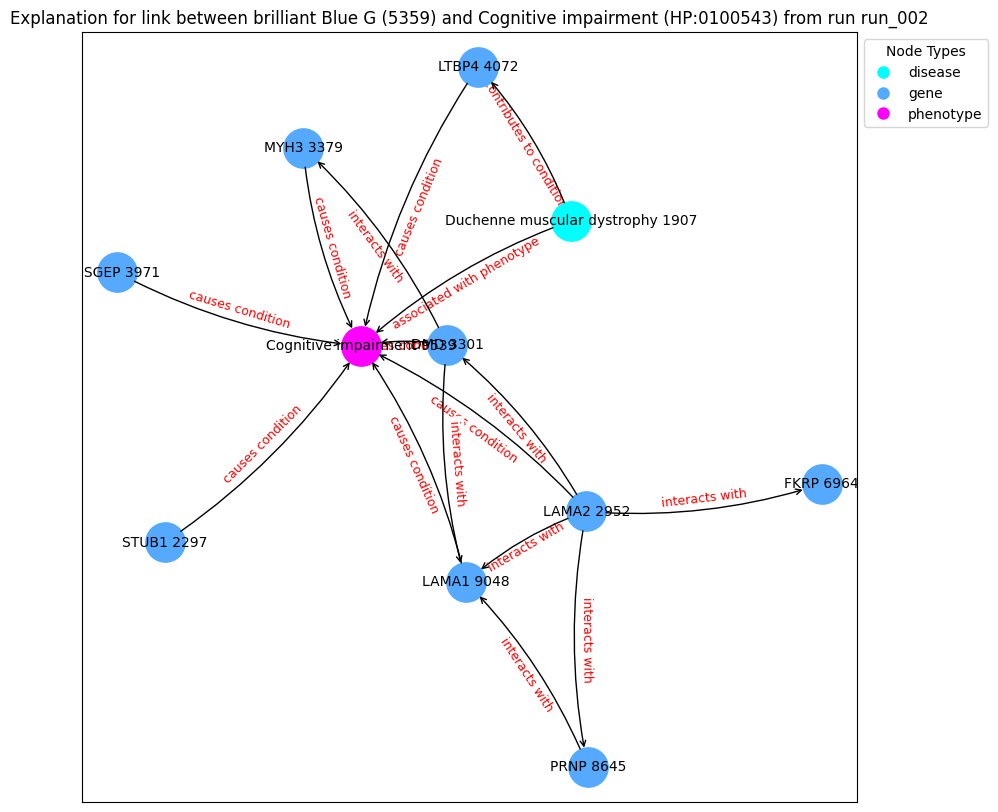 Explanation for link between brilliant Blue G (5359) and Cognitive impairment (HP:0100543) from run run_002
Node Types
disease
gene
phenotype
LTBP4 4072
contributes to condition
MYH3 3379
causes condition
interacts with
causes condition
Duchenne muscular dystrophy 1907
associated with phenotype
SGEP 3971
causes condition
Cognitive impairment 9539
DMD 3301
causes condition
causes condition
causes condition
interacts with
interacts with
interacts with
FKRP 6964
LAMA2 2952
STUB1 2297
interacts with
LAMA1 9048
interacts with
interacts with
PRNP 8645